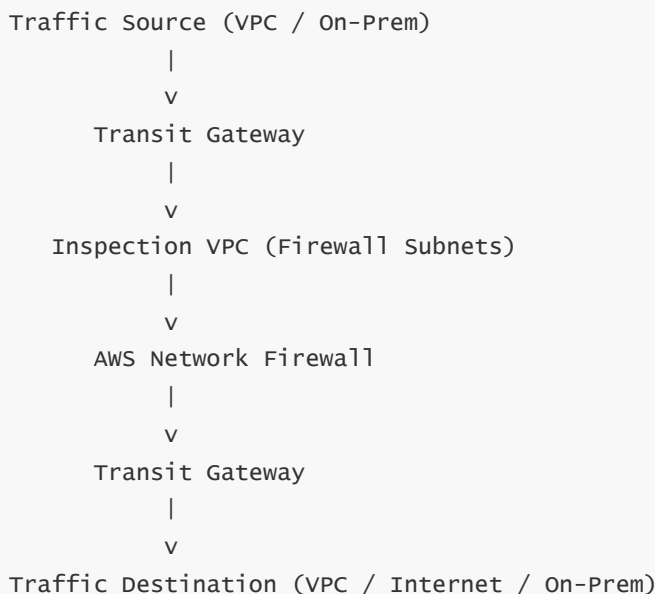 Traffic Source (VPC / On-Prem)
|
v
Transit Gateway
|
v
Inspection VPC (Firewall Subnets)
|
v
AWS Network Firewall
|
v
Transit Gateway
|
v
Traffic Destination (VPC / Internet / On-Prem)